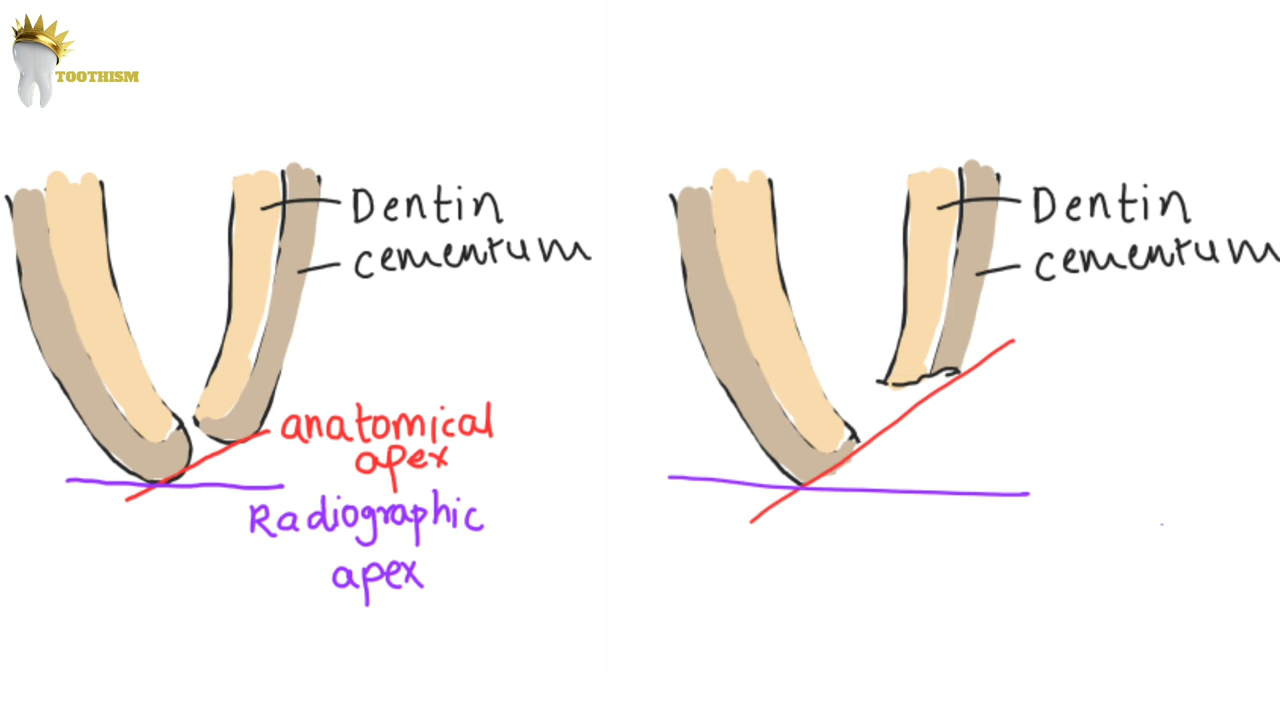 TOOTHISM
Dentin
cementum
anatomical
apex
Radiographic
apex
Dentin
cementum